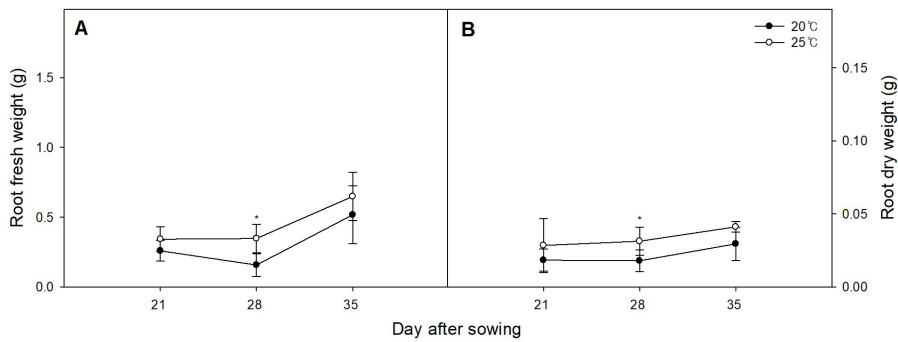 A
B
20℃
25℃
Root fresh weight (g)
1.5
1.0
0.5
0.0
*
*
0.15
0.10
0.05
0.00
Root dry weight (g)
21 28 35 21 28 35
Day after sowing